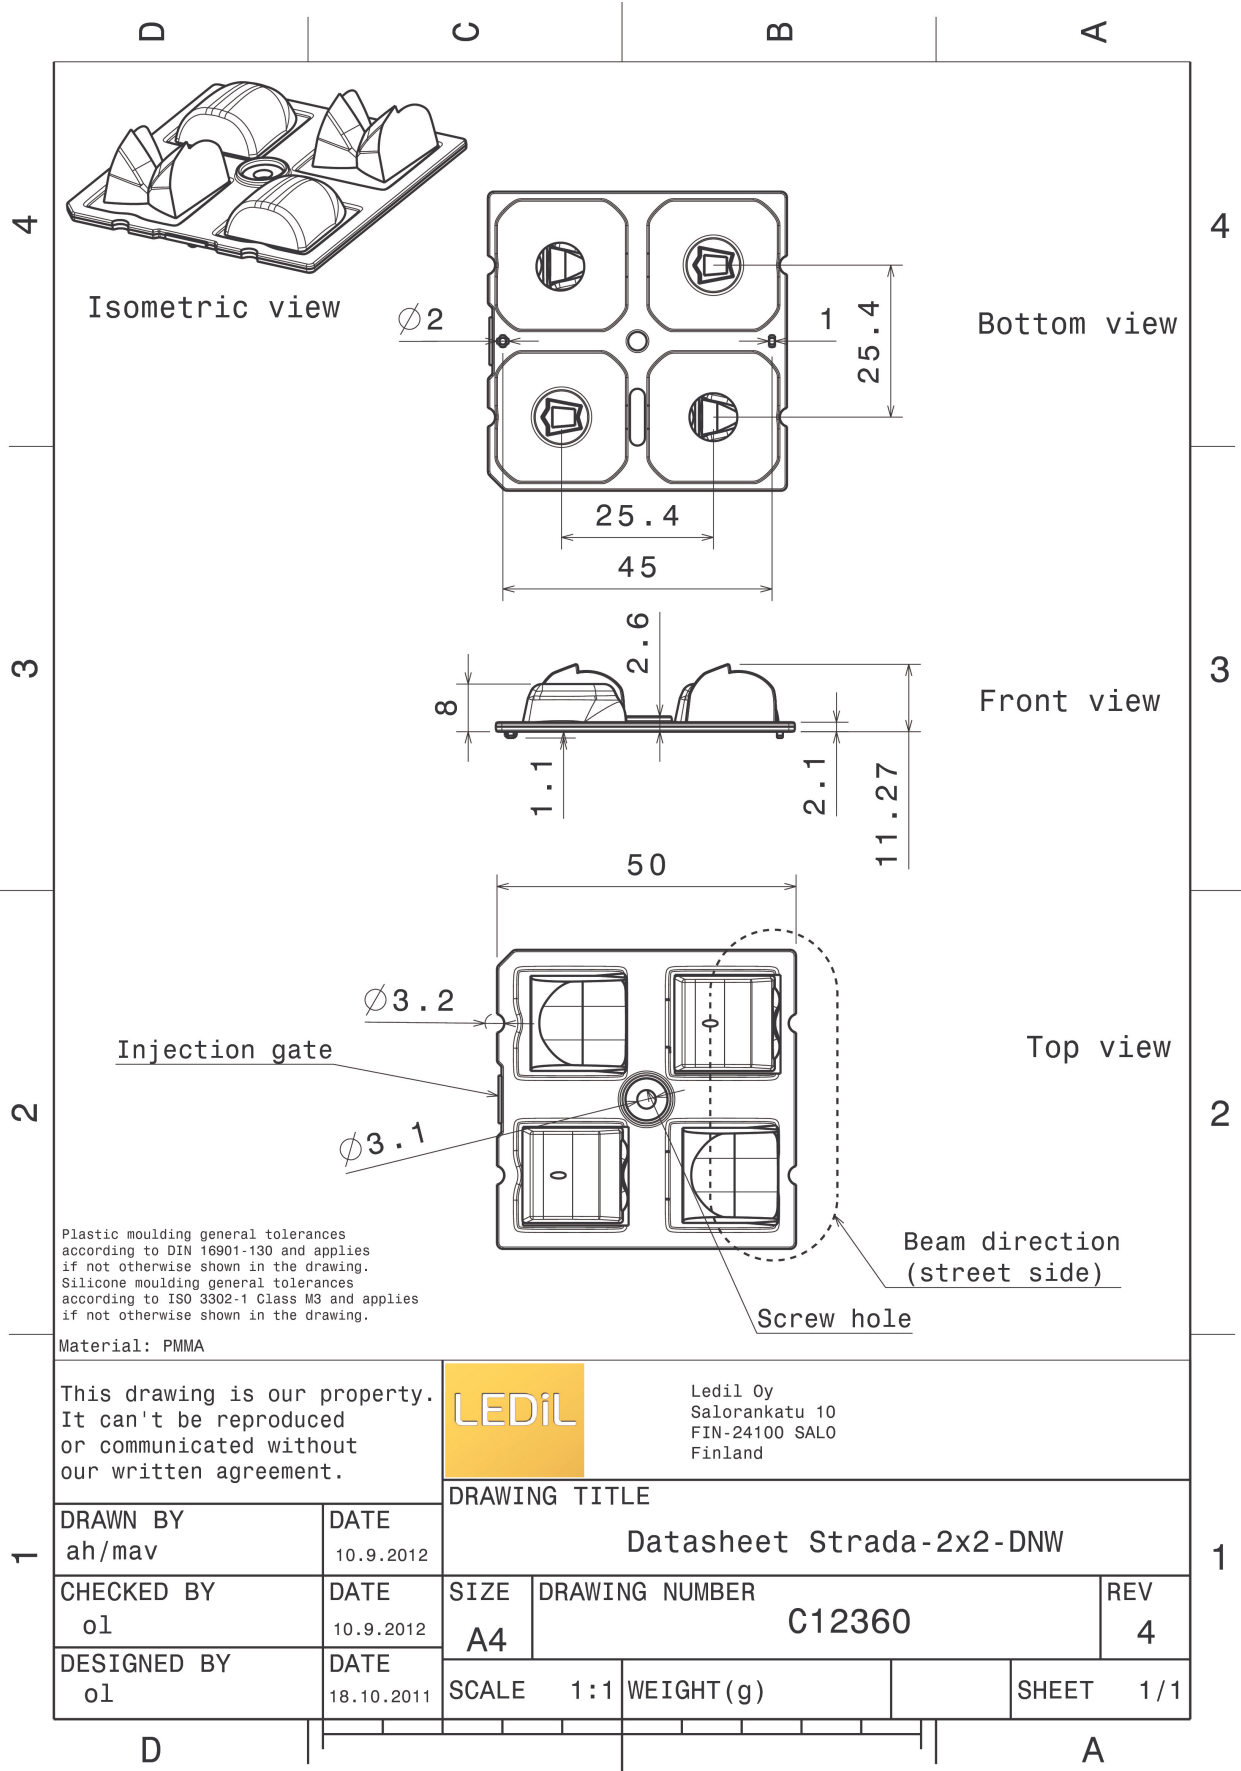 D
C
B
A
4
4
Isometric view
Bottom view
Ø2
1
25.4
25.4
45
3
3
Front view
2.6
8
1.1
2.1
11.27
50
Ø3.2
Injection gate
Top view
2
2
Ø3.1
Beam direction
(street side)
Screw hole
Plastic moulding general tolerances
according to DIN 16901-130 and applies
if not otherwise shown in the drawing.
Silicone moulding general tolerances
according to ISO 3302-1 Class M3 and applies
if not otherwise shown in the drawing.
Material: PMMA
This drawing is our property.
It can't be reproduced
or communicated without
our written agreement.
LEDiL
Ledil Oy
Salorankatu 10
FIN-24100 SALO
Finland
DRAWING TITLE
Datasheet Strada-2x2-DNW
DRAWN BY
ah/mav
DATE
10.9.2012
CHECKED BY
ol
DATE
10.9.2012
DESIGNED BY
ol
DATE
18.10.2011
SIZE
A4
DRAWING NUMBER
C12360
REV
4
SCALE 1:1
WEIGHT(g)
SHEET 1/1
1
1
D
A